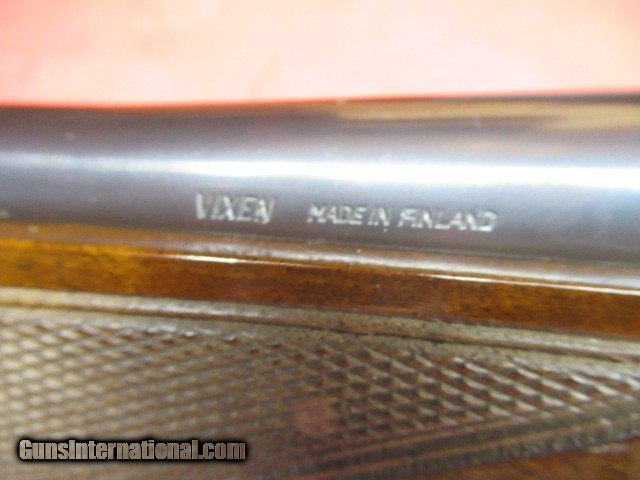 VIXEN MADE IN FINLAND
GunsInternational.com